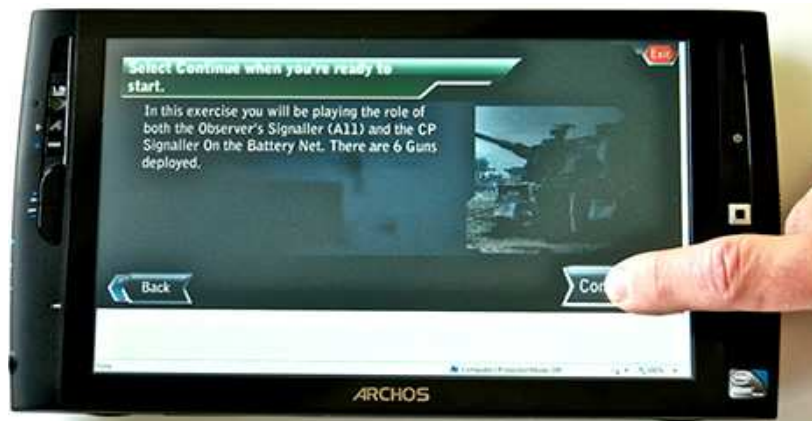 Exit
Select Continue when you're ready to
start.
In this exercise you will be playing the role of
both the Observer's Signaller (A11) and the CP
Signaller On the Battery Net. There are 6 Guns
deployed.
Back
Con
ARCHOS